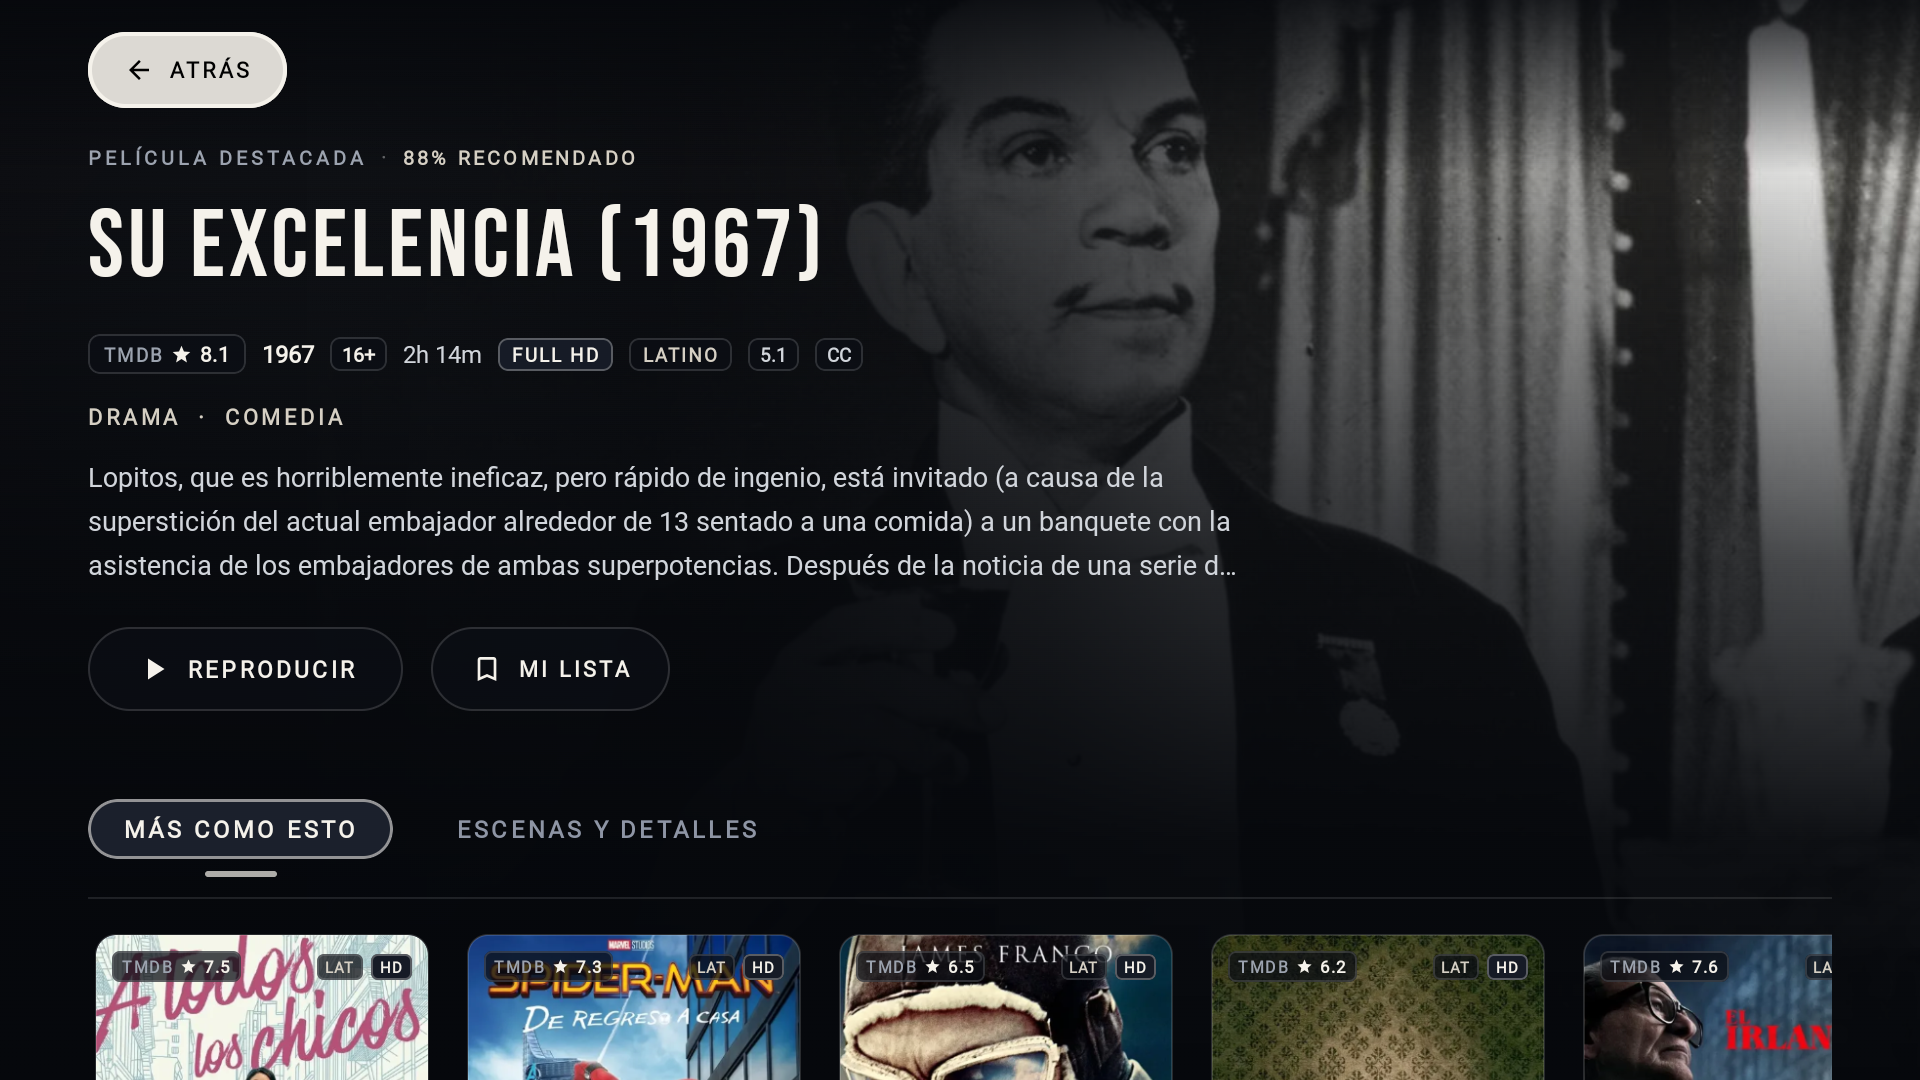 ← ATRÁS
PELÍCULA DESTACADA · 88% RECOMENDADO
SU EXCELENCIA (1967)
TMDB ★ 8.1 1967 16+ 2h 14m FULL HD LATINO 5.1 CC
DRAMA · COMEDIA
Lopitos, que es horriblemente ineficaz, pero rápido de ingenio, está invitado (a causa de la
superstición del actual embajador alrededor de 13 sentado a una comida) a un banquete con la
asistencia de los embajadores de ambas superpotencias. Después de la noticia de una serie d...
REPRODUCIR MI LISTA
MÁS COMO ESTO ESCENAS Y DETALLES
TMDB ★ 7.5 LAT HD
A todos
los chicos
MARVEL STUDIOS
TMDB ★ 7.3 LAT HD
SPIDER-MAN
DE REGRESO A CASA
JAMES FRANCO
TMDB ★ 6.5 LAT HD
TMDB ★ 6.2 LAT HD
TMDB ★ 7.6 LA
EL
IRLAN